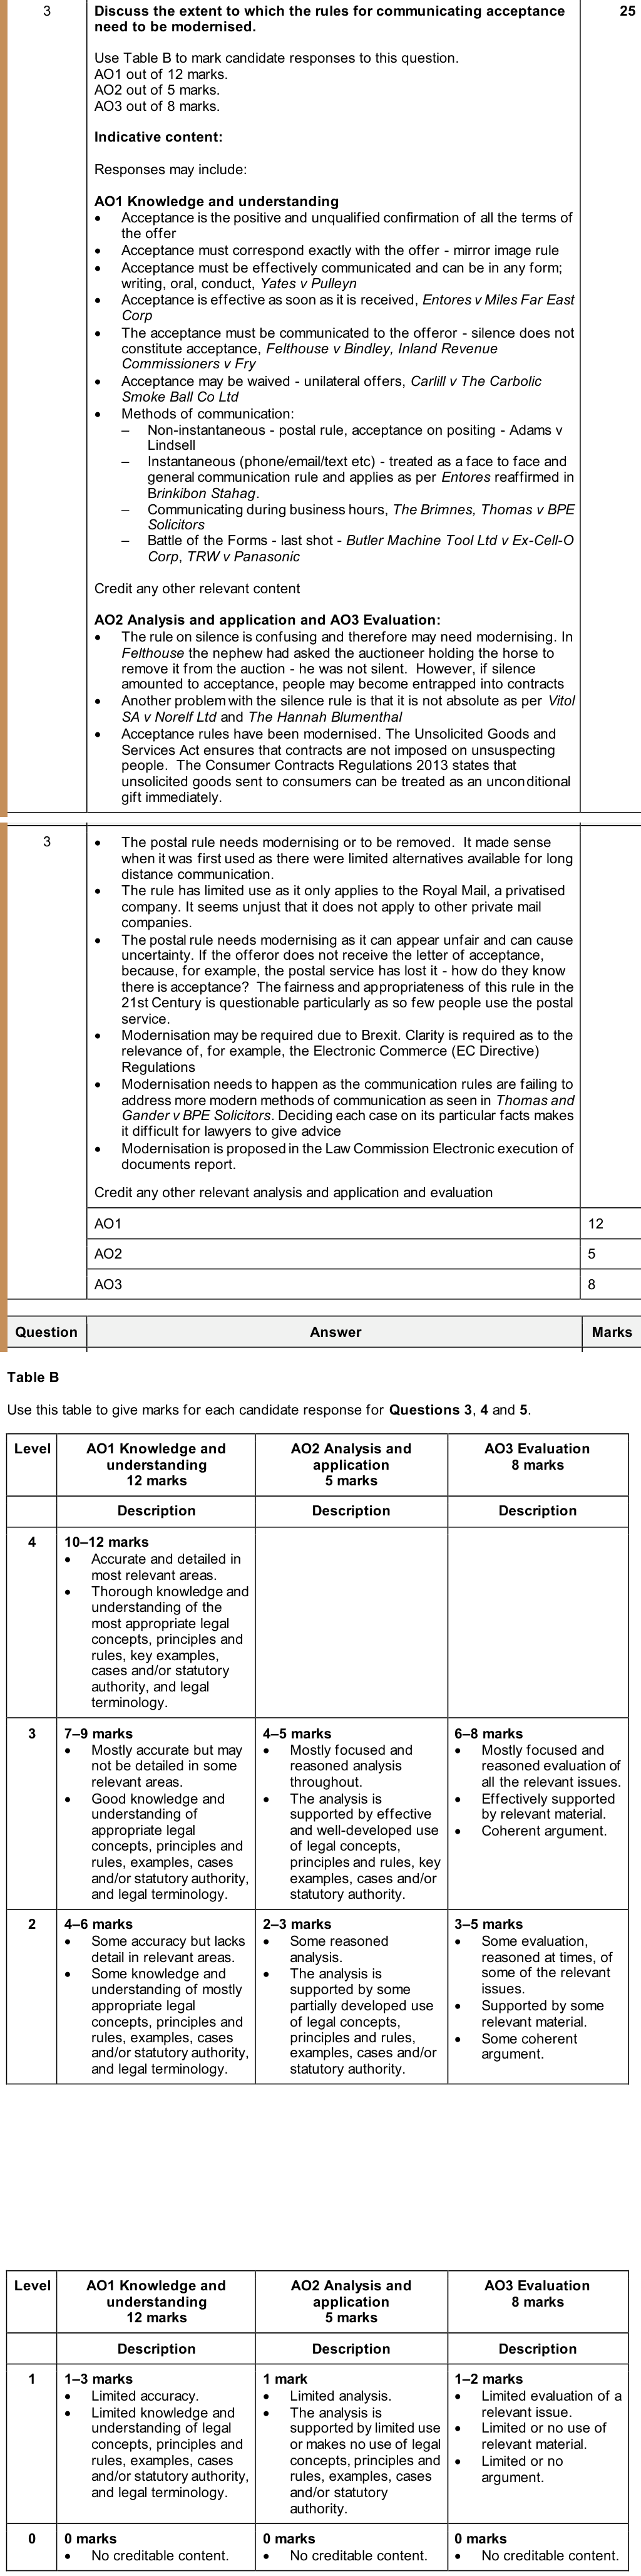 3 Discuss the extent to which the rules for communicating acceptance 25
need to be modernised.
Use Table B to mark candidate responses to this question.
AO1 out of 12 marks.
AO2 out of 5 marks.
AO3 out of 8 marks.
Indicative content:
Responses may include:
AO1 Knowledge and understanding
• Acceptance is the positive and unqualified confirmation of all the terms of
the offer
• Acceptance must correspond exactly with the offer - mirror image rule
• Acceptance must be effectively communicated and can be in any form;
writing, oral, conduct, Yates v Pulleyn
• Acceptance is effective as soon as it is received, Entores v Miles Far East
Corp
• The acceptance must be communicated to the offeror - silence does not
constitute acceptance, Felthouse v Bindley, Inland Revenue
Commissioners v Fry
• Acceptance may be waived - unilateral offers, Carlill v The Carbolic
Smoke Ball Co Ltd
• Methods of communication:
– Non-instantaneous - postal rule, acceptance on positing - Adams v
Lindsell
– Instantaneous (phone/email/text etc) - treated as a face to face and
general communication rule and applies as per Entores reaffirmed in
Brinkibon Stahag.
– Communicating during business hours, The Brimnes, Thomas v BPE
Solicitors
– Battle of the Forms - last shot - Butler Machine Tool Ltd v Ex-Cell-O
Corp, TRW v Panasonic
Credit any other relevant content
AO2 Analysis and application and AO3 Evaluation:
• The rule on silence is confusing and therefore may need modernising. In
Felthouse the nephew had asked the auctioneer holding the horse to
remove it from the auction - he was not silent. However, if silence
amounted to acceptance, people may become entrapped into contracts
• Another problem with the silence rule is that it is not absolute as per Vitol
SA v Norelf Ltd and The Hannah Blumenthal
• Acceptance rules have been modernised. The Unsolicited Goods and
Services Act ensures that contracts are not imposed on unsuspecting
people. The Consumer Contracts Regulations 2013 states that
unsolicited goods sent to consumers can be treated as an unconditional
gift immediately.
3 • The postal rule needs modernising or to be removed. It made sense
when it was first used as there were limited alternatives available for long
distance communication.
• The rule has limited use as it only applies to the Royal Mail, a privatised
company. It seems unjust that it does not apply to other private mail
companies.
• The postal rule needs modernising as it can appear unfair and can cause
uncertainty. If the offeror does not receive the letter of acceptance,
because, for example, the postal service has lost it - how do they know
there is acceptance? The fairness and appropriateness of this rule in the
21st Century is questionable particularly as so few people use the postal
service.
• Modernisation may be required due to Brexit. Clarity is required as to the
relevance of, for example, the Electronic Commerce (EC Directive)
Regulations
• Modernisation needs to happen as the communication rules are failing to
address more modern methods of communication as seen in Thomas and
Gander v BPE Solicitors. Deciding each case on its particular facts makes
it difficult for lawyers to give advice
• Modernisation is proposed in the Law Commission Electronic execution of
documents report.
Credit any other relevant analysis and application and evaluation
AO1 12
AO2 5
AO3 8
Question Answer Marks
Table B
Use this table to give marks for each candidate response for Questions 3, 4 and 5.
Level
AO1 Knowledge and
understanding
12 marks
AO2 Analysis and
application
5 marks
AO3 Evaluation
8 marks
Description Description Description
4
10–12 marks
• Accurate and detailed in
most relevant areas.
• Thorough knowledge and
understanding of the
most appropriate legal
concepts, principles and
rules, key examples,
cases and/or statutory
authority, and legal
terminology.
3
7–9 marks
• Mostly accurate but may
not be detailed in some
relevant areas.
• Good knowledge and
understanding of
appropriate legal
concepts, principles and
rules, examples, cases
and/or statutory authority,
and legal terminology.
4–5 marks
• Mostly focused and
reasoned analysis
throughout.
• The analysis is
supported by effective
and well-developed use
of legal concepts,
principles and rules, key
examples, cases and/or
statutory authority.
6–8 marks
• Mostly focused and
reasoned evaluation of
all the relevant issues.
• Effectively supported
by relevant material.
• Coherent argument.
2
4–6 marks
• Some accuracy but lacks
detail in relevant areas.
• Some knowledge and
understanding of mostly
appropriate legal
concepts, principles and
rules, examples, cases
and/or statutory authority,
and legal terminology.
2–3 marks
• Some reasoned
analysis.
• The analysis is
supported by some
partially developed use
of legal concepts,
principles and rules,
examples, cases and/or
statutory authority.
3–5 marks
• Some evaluation,
reasoned at times, of
some of the relevant
issues.
• Supported by some
relevant material.
• Some coherent
argument.
Level
AO1 Knowledge and
understanding
12 marks
AO2 Analysis and
application
5 marks
AO3 Evaluation
8 marks
Description Description Description
1
1–3 marks
• Limited accuracy.
• Limited knowledge and
understanding of legal
concepts, principles and
rules, examples, cases
and/or statutory authority,
and legal terminology.
1 mark
• Limited analysis.
• The analysis is
supported by limited use
or makes no use of legal
concepts, principles and
rules, examples, cases
and/or statutory
authority.
1–2 marks
• Limited evaluation of a
relevant issue.
• Limited or no use of
relevant material.
• Limited or no
argument.
0
0 marks
• No creditable content.
0 marks
• No creditable content.
0 marks
• No creditable content.